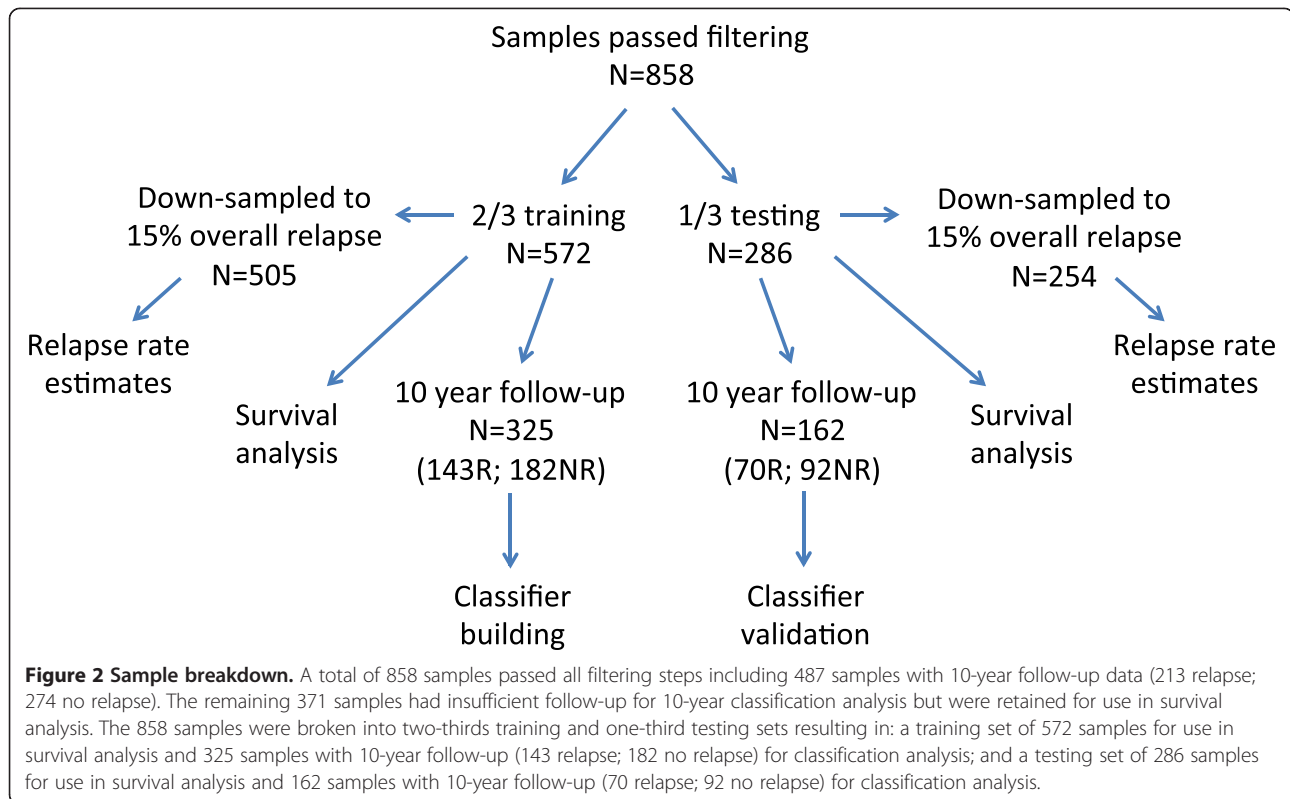 Samples passed filtering
N=858
Down-sampled to
15% overall relapse
N=505
2/3 training
N=572
1/3 testing
N=286
Down-sampled to
15% overall relapse
N=254
Relapse rate
estimates
Survival
analysis
10 year follow-up
N=325
(143R; 182NR)
10 year follow-up
N=162
(70R; 92NR)
Survival
analysis
Relapse rate
estimates
Classifier
building
Classifier
validation
Figure 2 Sample breakdown. A total of 858 samples passed all filtering steps including 487 samples with 10-year follow-up data (213 relapse;
274 no relapse). The remaining 371 samples had insufficient follow-up for 10-year classification analysis but were retained for use in survival
analysis. The 858 samples were broken into two-thirds training and one-third testing sets resulting in: a training set of 572 samples for use in
survival analysis and 325 samples with 10-year follow-up (143 relapse; 182 no relapse) for classification analysis; and a testing set of 286 samples
for use in survival analysis and 162 samples with 10-year follow-up (70 relapse; 92 no relapse) for classification analysis.